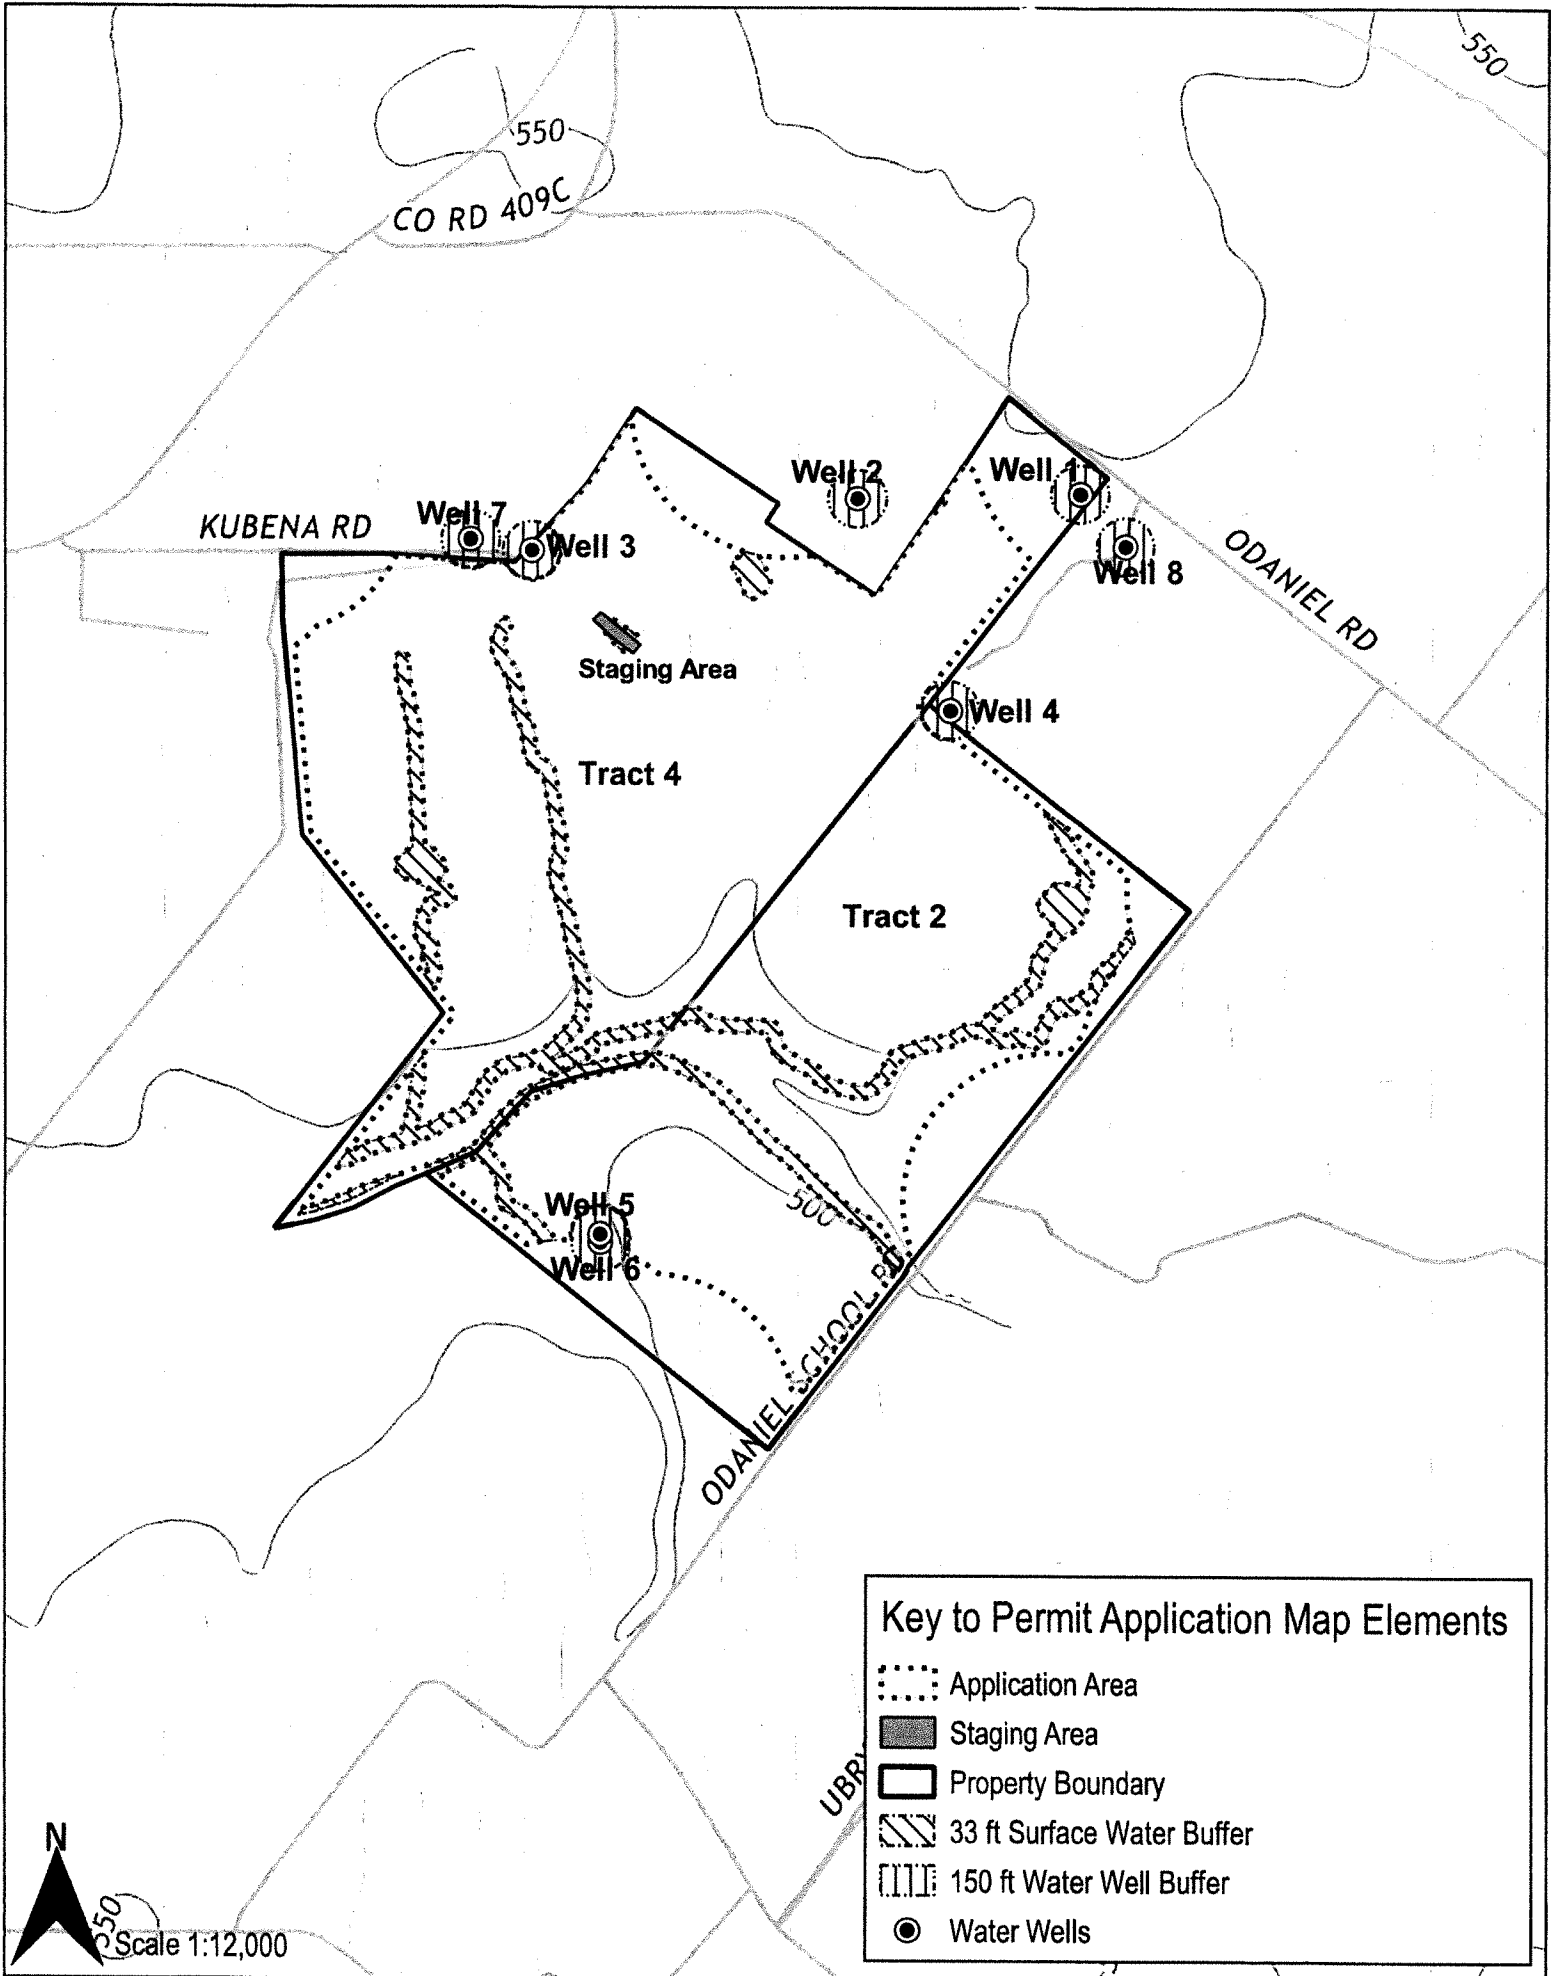 550
550
CO RD 409C
Well 2
Well 1
Well 7
KUBENA RD
Well 3
ODANIEL RD
Well 8
Staging Area
Well 4
Tract 4
Tract 2
500
Well 5
Well 6
ODANIEL SCHOOL RD
Key to Permit Application Map Elements
Application Area
Staging Area
Property Boundary
33 ft Surface Water Buffer
150 ft Water Well Buffer
Water Wells
UBRY
N
550
Scale 1:12,000